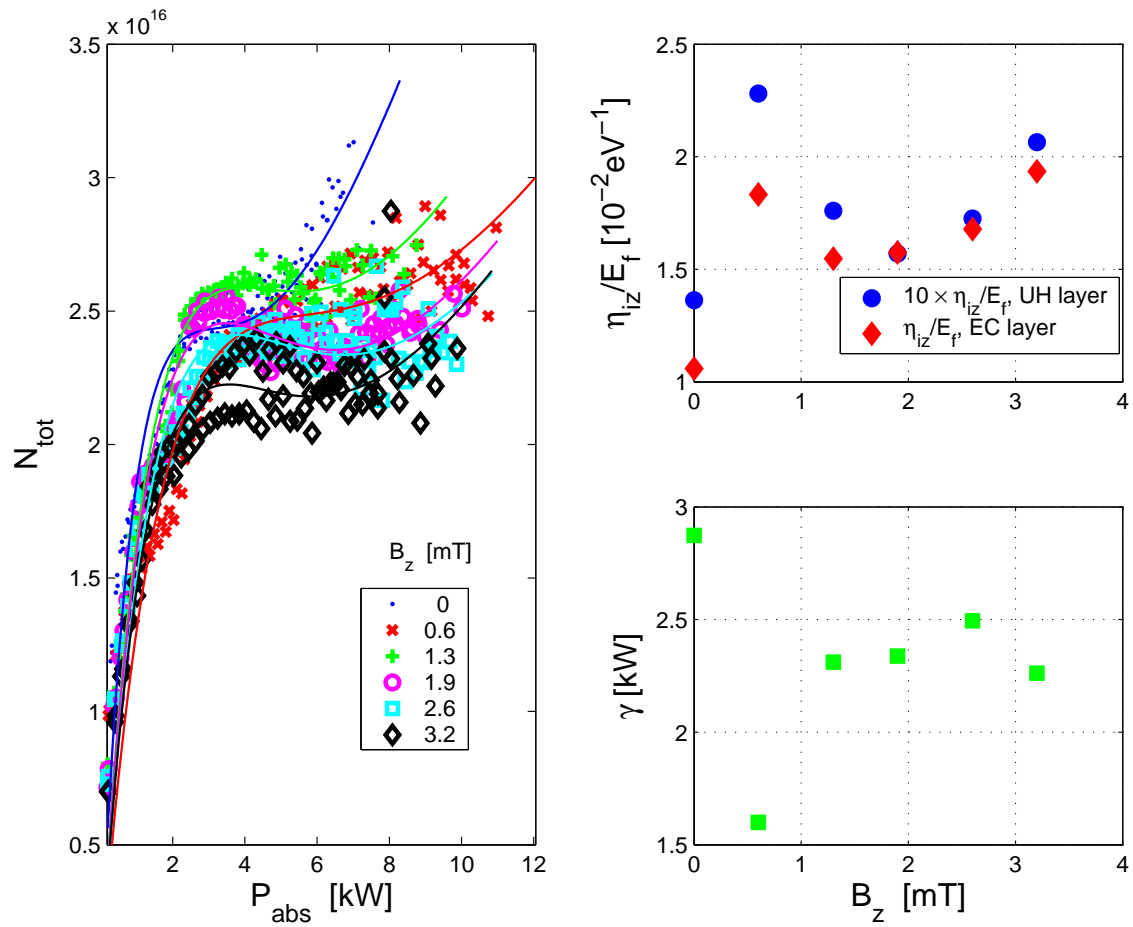 x 10^16
3.5
3
2.5
2
1.5
1
0.5
N_tot
2 4 6 8 10 12
P_abs [kW]
B_z [mT]
0
0.6
1.3
1.9
2.6
3.2
2.5
2
1.5
1
η_iz/E_f [10^−2 eV^−1]
0 1 2 3 4
10 × η_iz/E_f, UH layer
η_iz/E_f, EC layer
3
2.5
2
1.5
γ [kW]
0 1 2 3 4
B_z [mT]